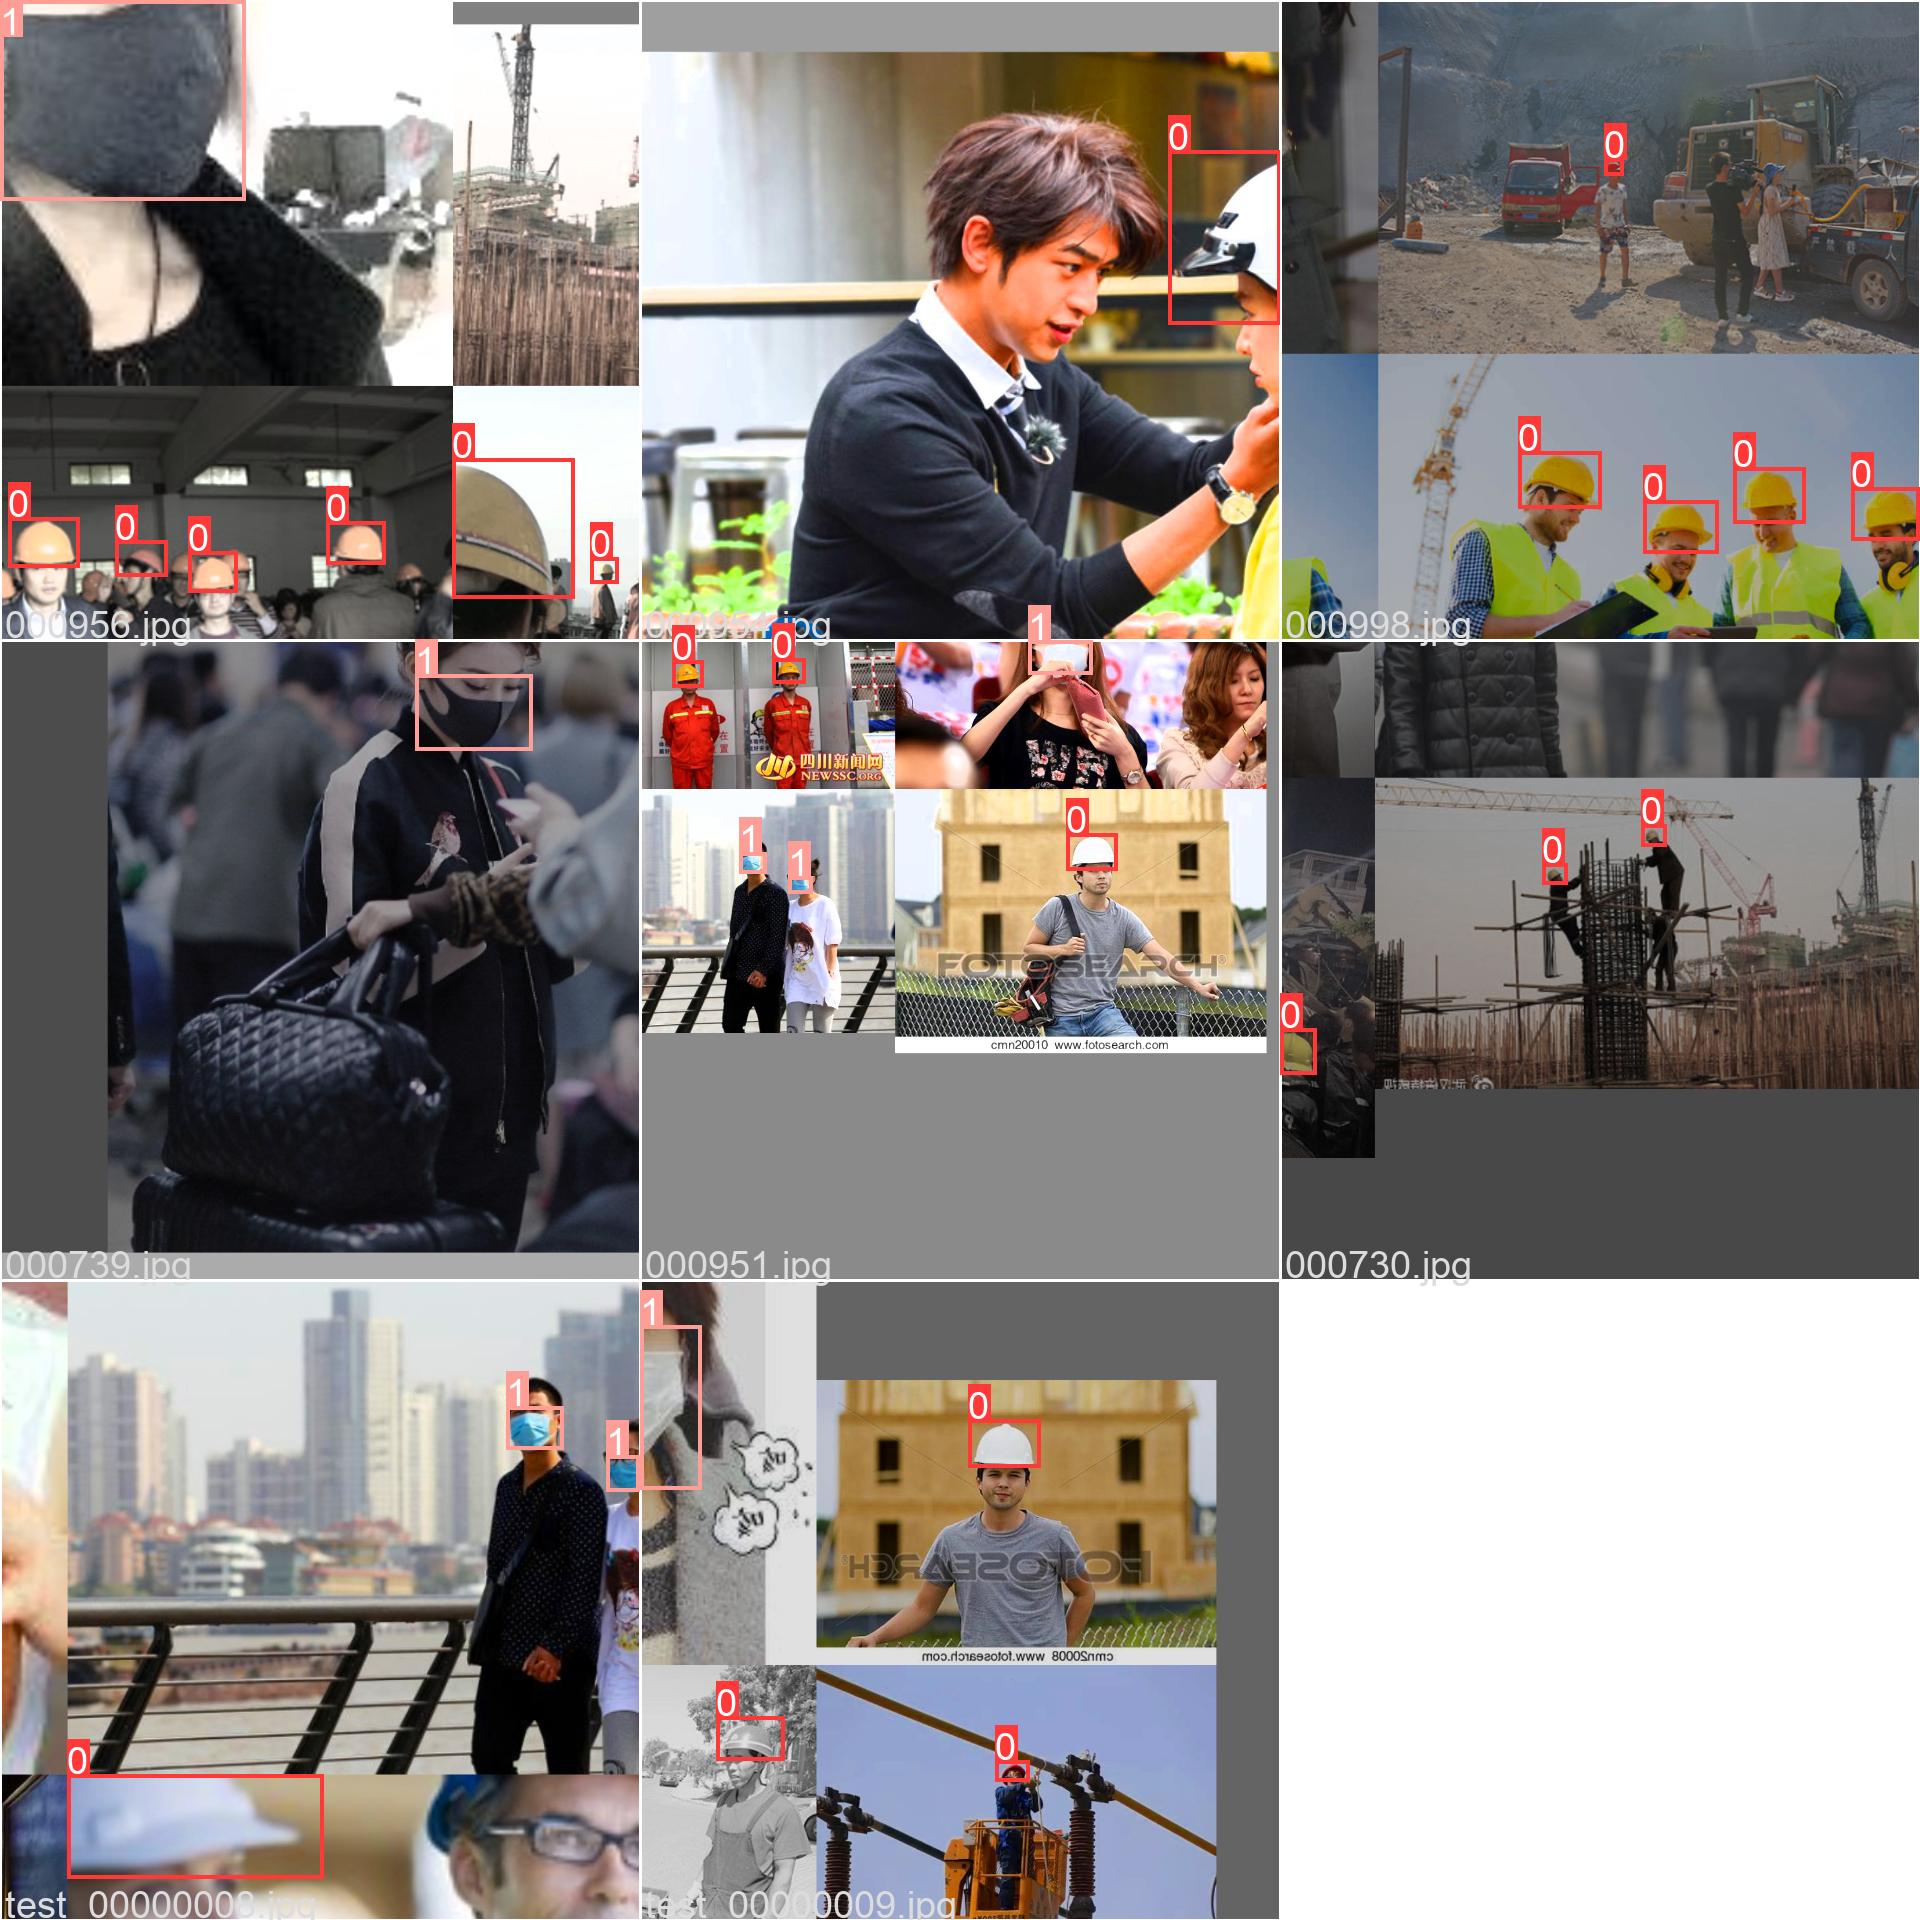 1
0
0
0
0
0
0
000956.jpg
0
0
0
0
0
0
000998.jpg
1
000739.jpg
0
0
1
四川新闻网
NEWSSC.ORG
1
1
0
FOTOSEARCH
cmn20010 www.fotosearch.com
000951.jpg
0
0
0
000730.jpg
1
1
0
test_00000008.jpg
1
0
FOTOSEARCH
cmn20008 www.fotosearch.com
0
0
test_00000009.jpg